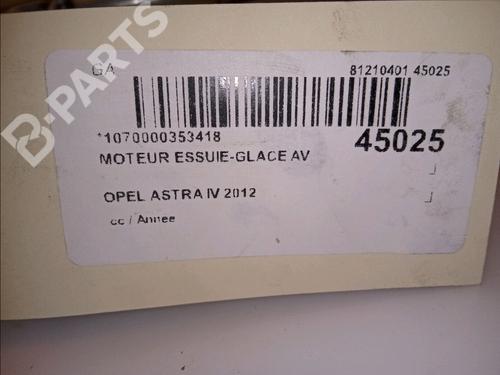 B-PARTS
GA 81210401 45025
*1070000353418 45025
MOTEUR ESSUIE-GLACE AV
OPEL ASTRA IV 2012
cc / Annee